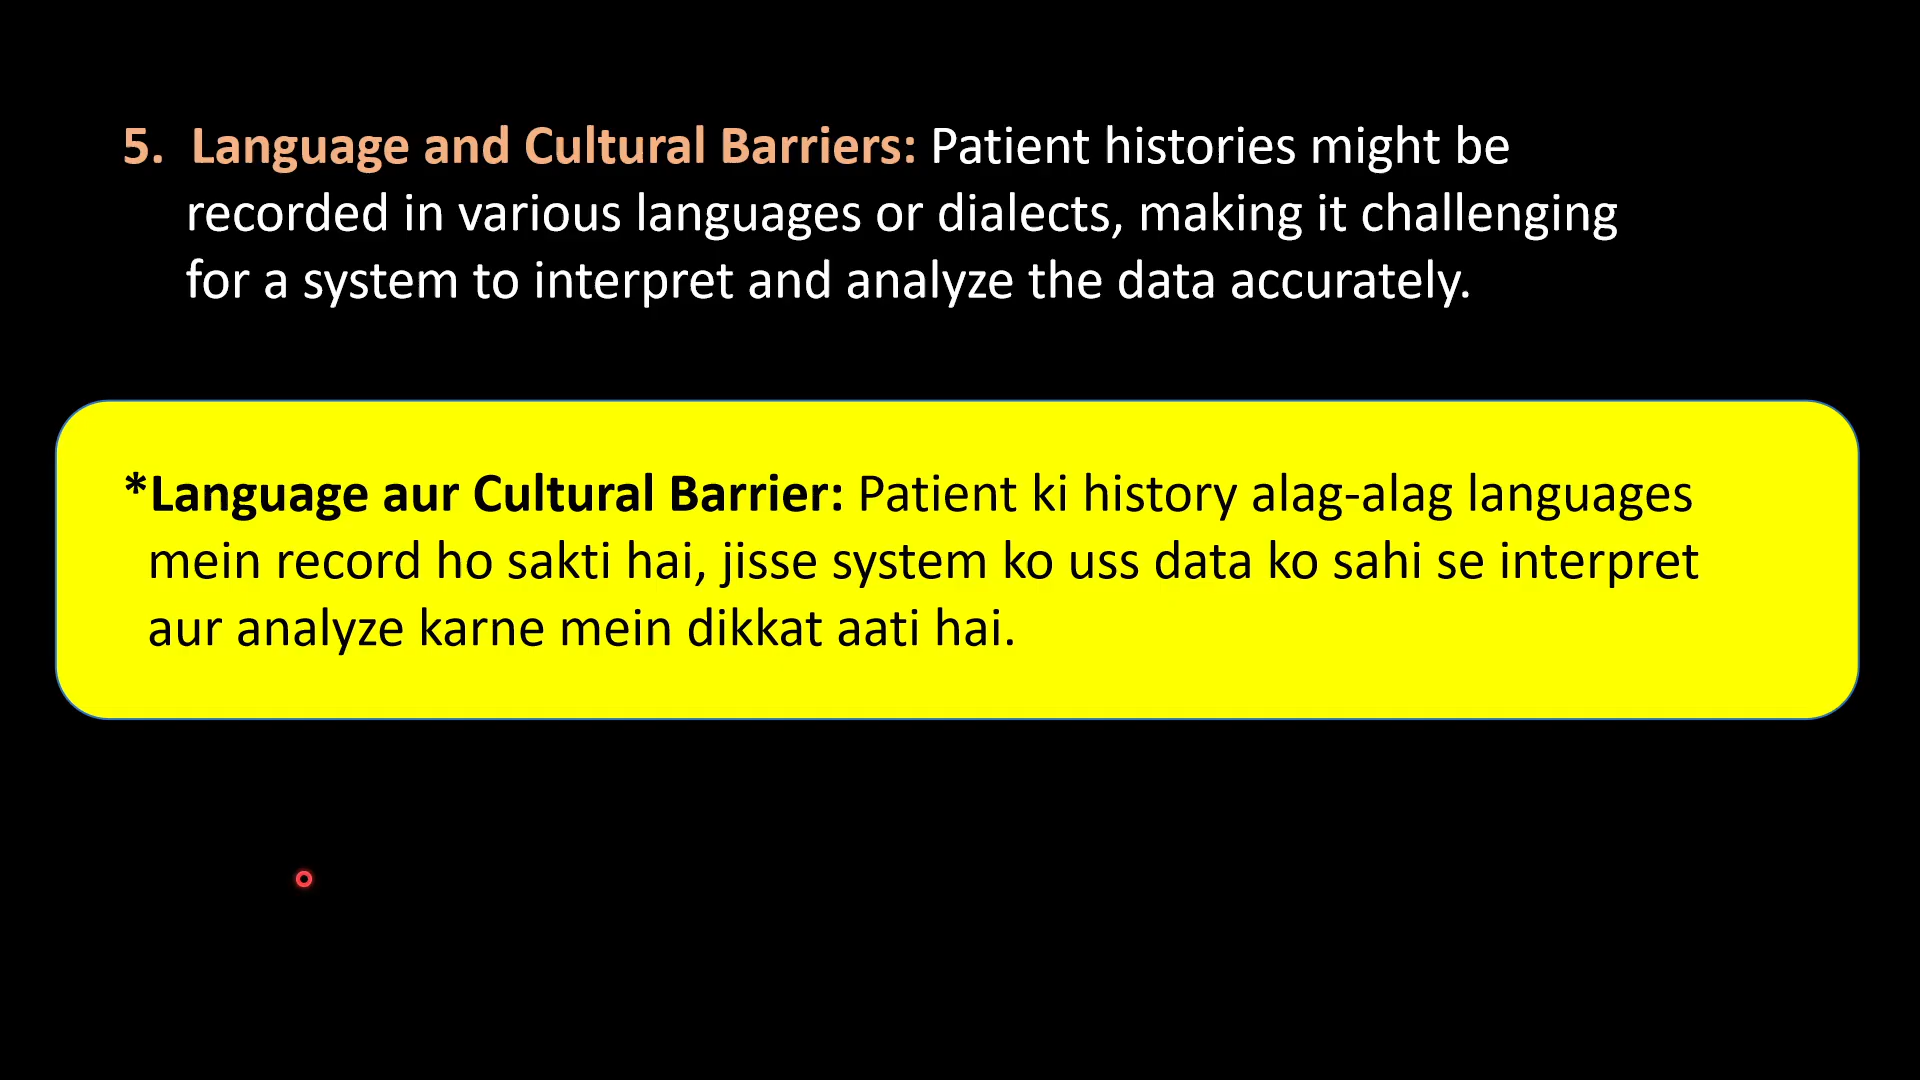 5. Language and Cultural Barriers: Patient histories might be
recorded in various languages or dialects, making it challenging
for a system to interpret and analyze the data accurately.
*Language aur Cultural Barrier: Patient ki history alag-alag languages
mein record ho sakti hai, jisse system ko uss data ko sahi se interpret
aur analyze karne mein dikkat aati hai.